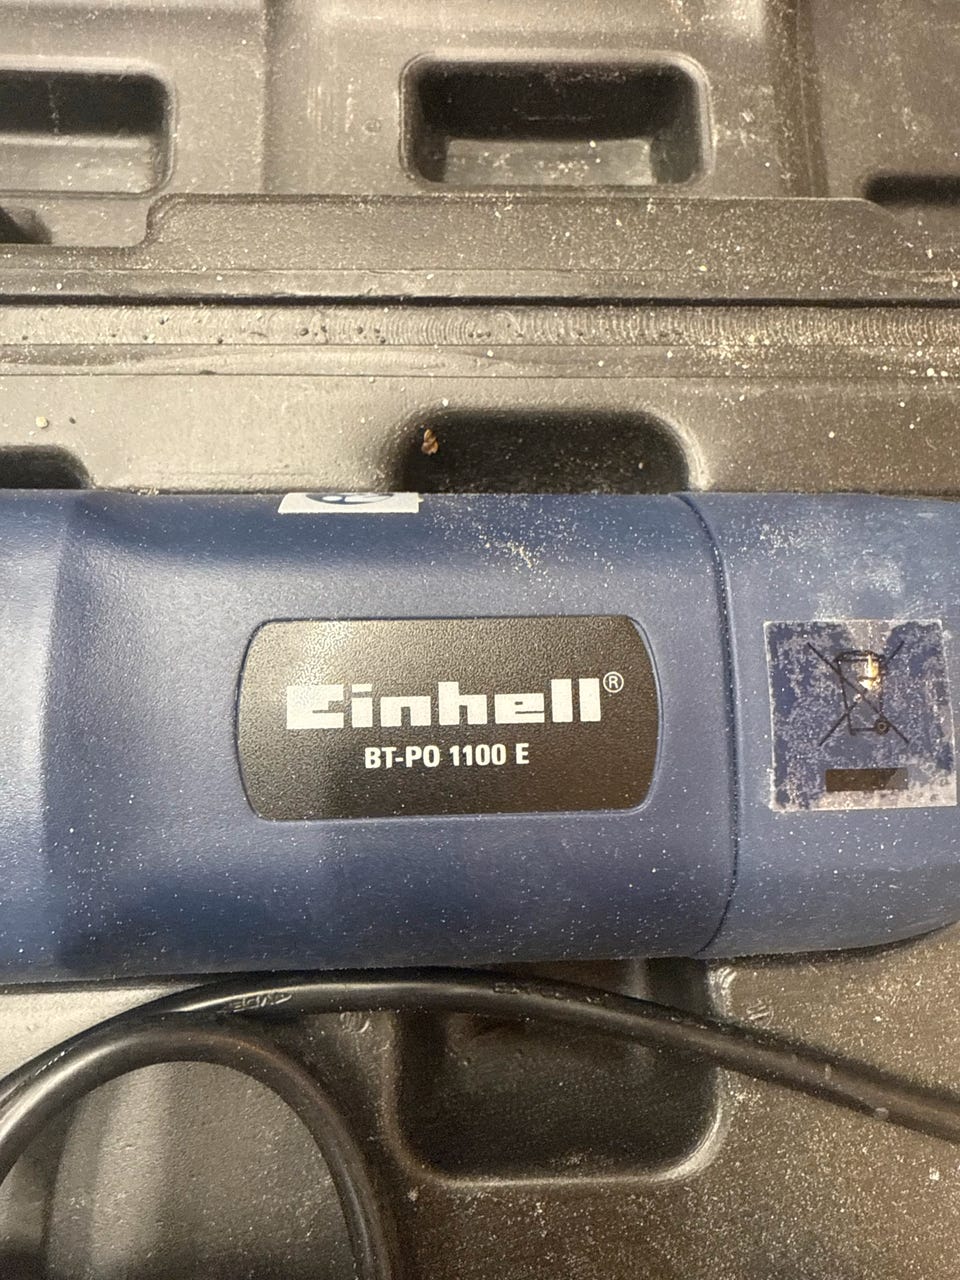 Einhell®
BT-PO 1100 E